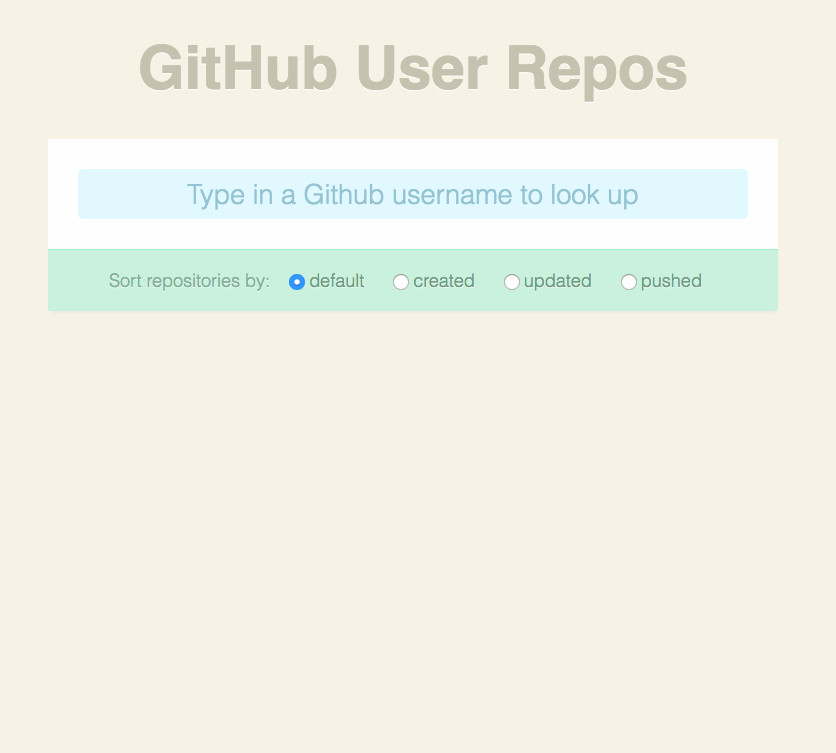 GitHub User Repos
Type in a Github username to look up
Sort repositories by: default created updated pushed